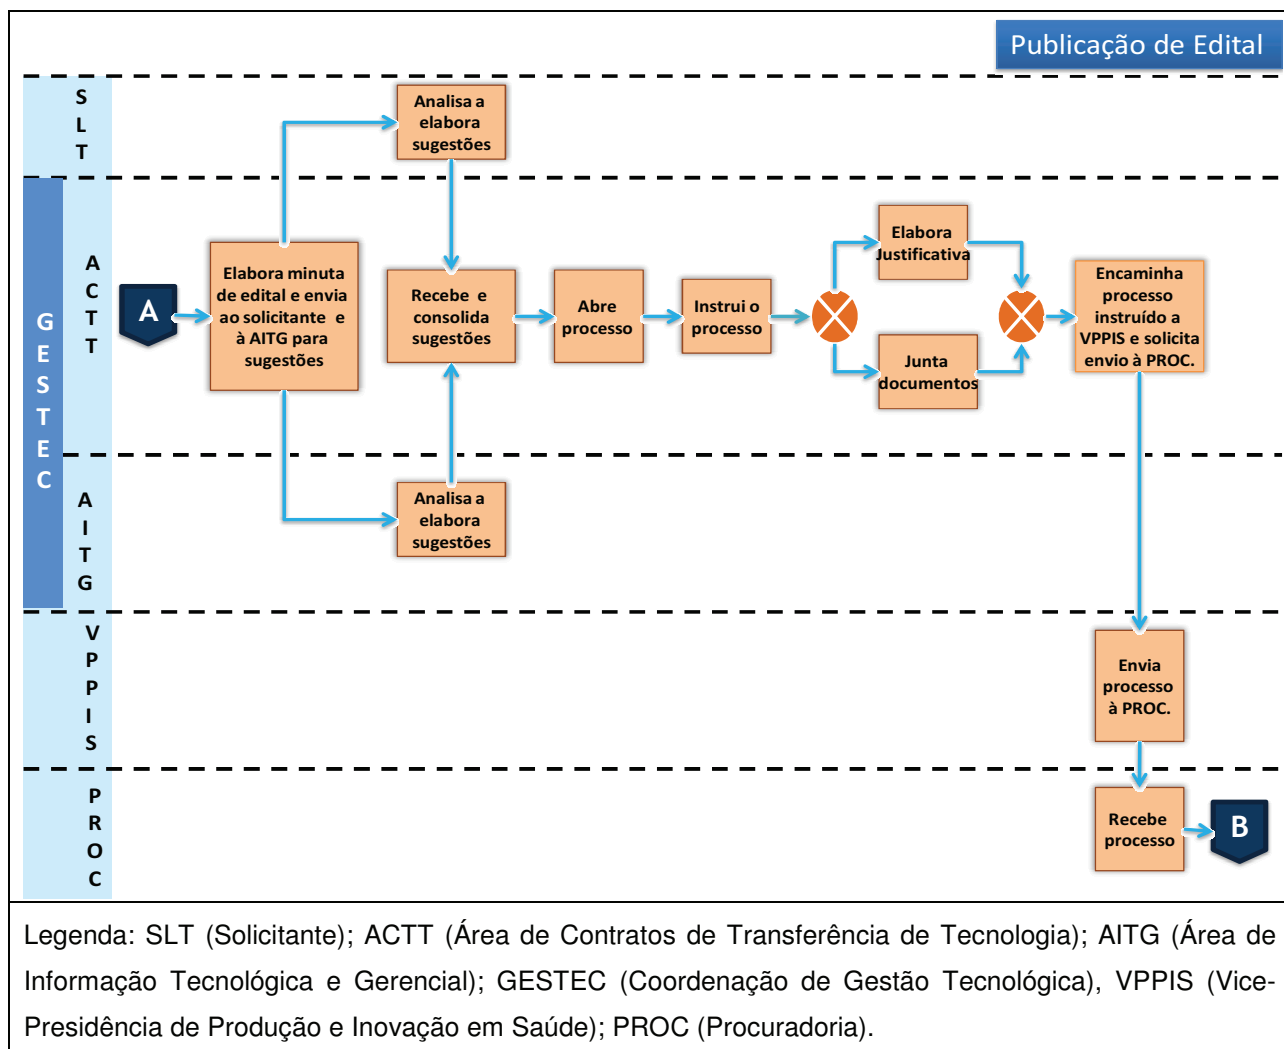 Publicação de Edital
S
L
T
Analisa a
elabora
sugestões
GESTEC
A
C
T
T
A
Elabora minuta
de edital e envia
ao solicitante e
à AITG para
sugestões
Recebe e
consolida
sugestões
Abre
processo
Instrui o
processo
Elabora
Justificativa
Junta
documentos
Encaminha
processo
instruído a
VPPIS e solicita
envio à PROC.
A
I
T
G
Analisa a
elabora
sugestões
V
P
P
I
S
Envia
processo
à PROC.
P
R
O
C
Recebe
processo
B
Legenda: SLT (Solicitante); ACTT (Área de Contratos de Transferência de Tecnologia); AITG (Área de
Informação Tecnológica e Gerencial); GESTEC (Coordenação de Gestão Tecnológica), VPPIS (Vice-
Presidência de Produção e Inovação em Saúde); PROC (Procuradoria).